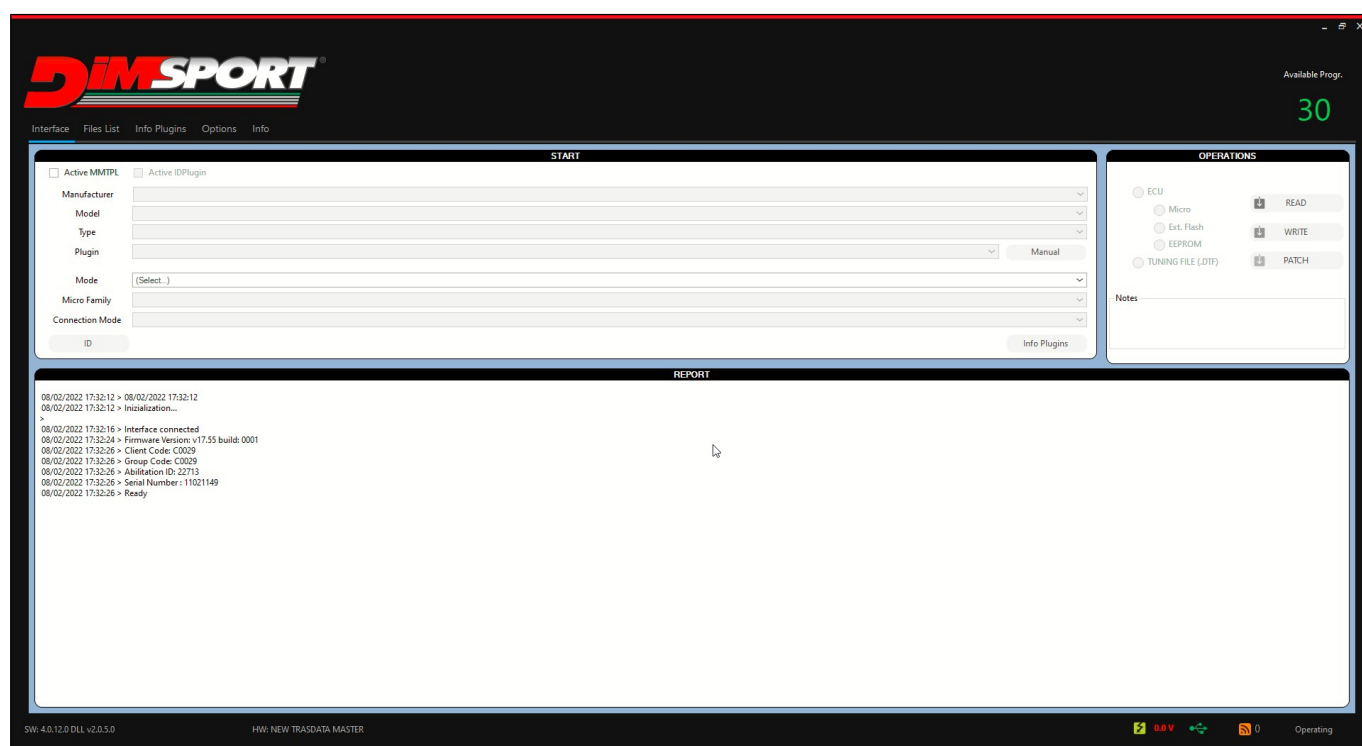 DiMSPORT®
Available Progr.
30
Interface Files List Info Plugins Options Info
START
Active MMTPL Active IDPlugin
Manufacturer
Model
Type
Plugin Manual
Mode (Select...)
Micro Family
Connection Mode
ID Info Plugins
OPERATIONS
ECU
Micro
Ext. Flash
EEPROM
TUNING FILE (.DTF)
READ
WRITE
PATCH
Notes
REPORT
08/02/2022 17:32:12 > 08/02/2022 17:32:12
08/02/2022 17:32:12 > Inizialization...
>
08/02/2022 17:32:16 > Interface connected
08/02/2022 17:32:24 > Firmware Version: v17.55 build: 0001
08/02/2022 17:32:26 > Client Code: C0029
08/02/2022 17:32:26 > Group Code: C0029
08/02/2022 17:32:26 > Abilitation ID: 22713
08/02/2022 17:32:26 > Serial Number : 11021149
08/02/2022 17:32:26 > Ready
SW: 4.0.12.0 DLL v2.0.5.0 HW: NEW TRASDATA MASTER 0.0 V 0 Operating